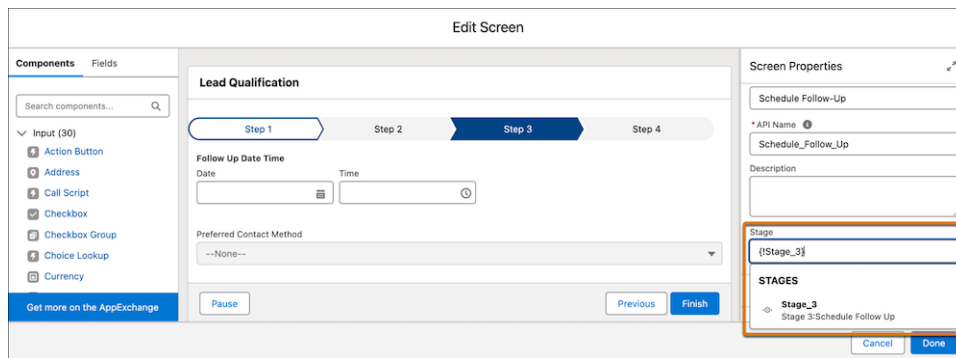 Edit Screen
Components Fields
Search components...
Input (30)
Action Button
Address
Call Script
Checkbox
Checkbox Group
Choice Lookup
Currency
Get more on the AppExchange
Lead Qualification
Step 1 Step 2 Step 3 Step 4
Follow Up Date Time
Date Time
Preferred Contact Method
--None--
Pause Previous Finish
Screen Properties
Schedule Follow-Up
* API Name
Schedule_Follow_Up
Description
Stage
{!Stage_3}
STAGES
Stage_3
Stage 3:Schedule Follow Up
Cancel Done